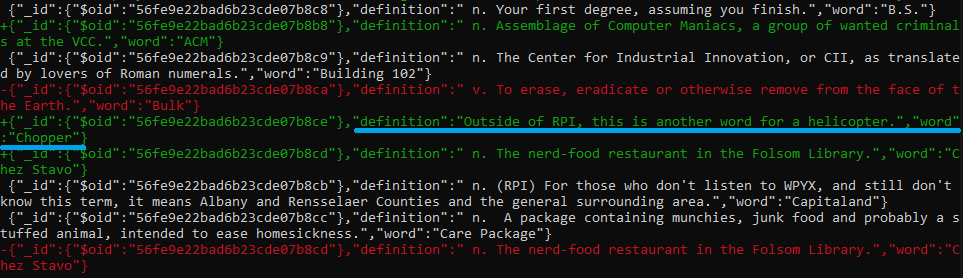 {"_id":{"$oid":"56fe9e22bad6b23cde07b8c8"},"definition":" n. Your first degree, assuming you finish.","word":"B.S."}
+{"_id":{"$oid":"56fe9e22bad6b23cde07b8c4"},"definition":" n. Assemblage of Computer Maniacs, a group of wanted criminal
s at the VCC.","word":"ACM"}
 {"_id":{"$oid":"56fe9e22bad6b23cde07b8c9"},"definition":" n. The Center for Industrial Innovation, or CII, as translate
d by lovers of Roman numerals.","word":"Building 102"}
-{"_id":{"$oid":"56fe9e22bad6b23cde07b8ca"},"definition":" v. To erase, eradicate or otherwise remove from the face of t
he Earth.","word":"Bulk"}
+{"_id":{"$oid":"56fe9e22bad6b23cde07b8ce"},"definition":"Outside of RPI, this is another word for a helicopter.","word"
:"Chopper"}
+{"_id":{"$oid":"56fe9e22bad6b23cde07b8cd"},"definition":" n. The nerd-food restaurant in the Folsom Library.","word":"C
hez Stavo"}
 {"_id":{"$oid":"56fe9e22bad6b23cde07b8cb"},"definition":" n. (RPI) For those who don't listen to WPYX, and still don't
know this term, it means Albany and Rensselaer Counties and the general surrounding area.","word":"Capitaland"}
 {"_id":{"$oid":"56fe9e22bad6b23cde07b8cc"},"definition":" n.  A package containing munchies, junk food and probably a s
tuffed animal, intended to ease homesickness.","word":"Care Package"}
-{"_id":{"$oid":"56fe9e22bad6b23cde07b8cd"},"definition":" n. The nerd-food restaurant in the Folsom Library.","word":"C
hez Stavo"}